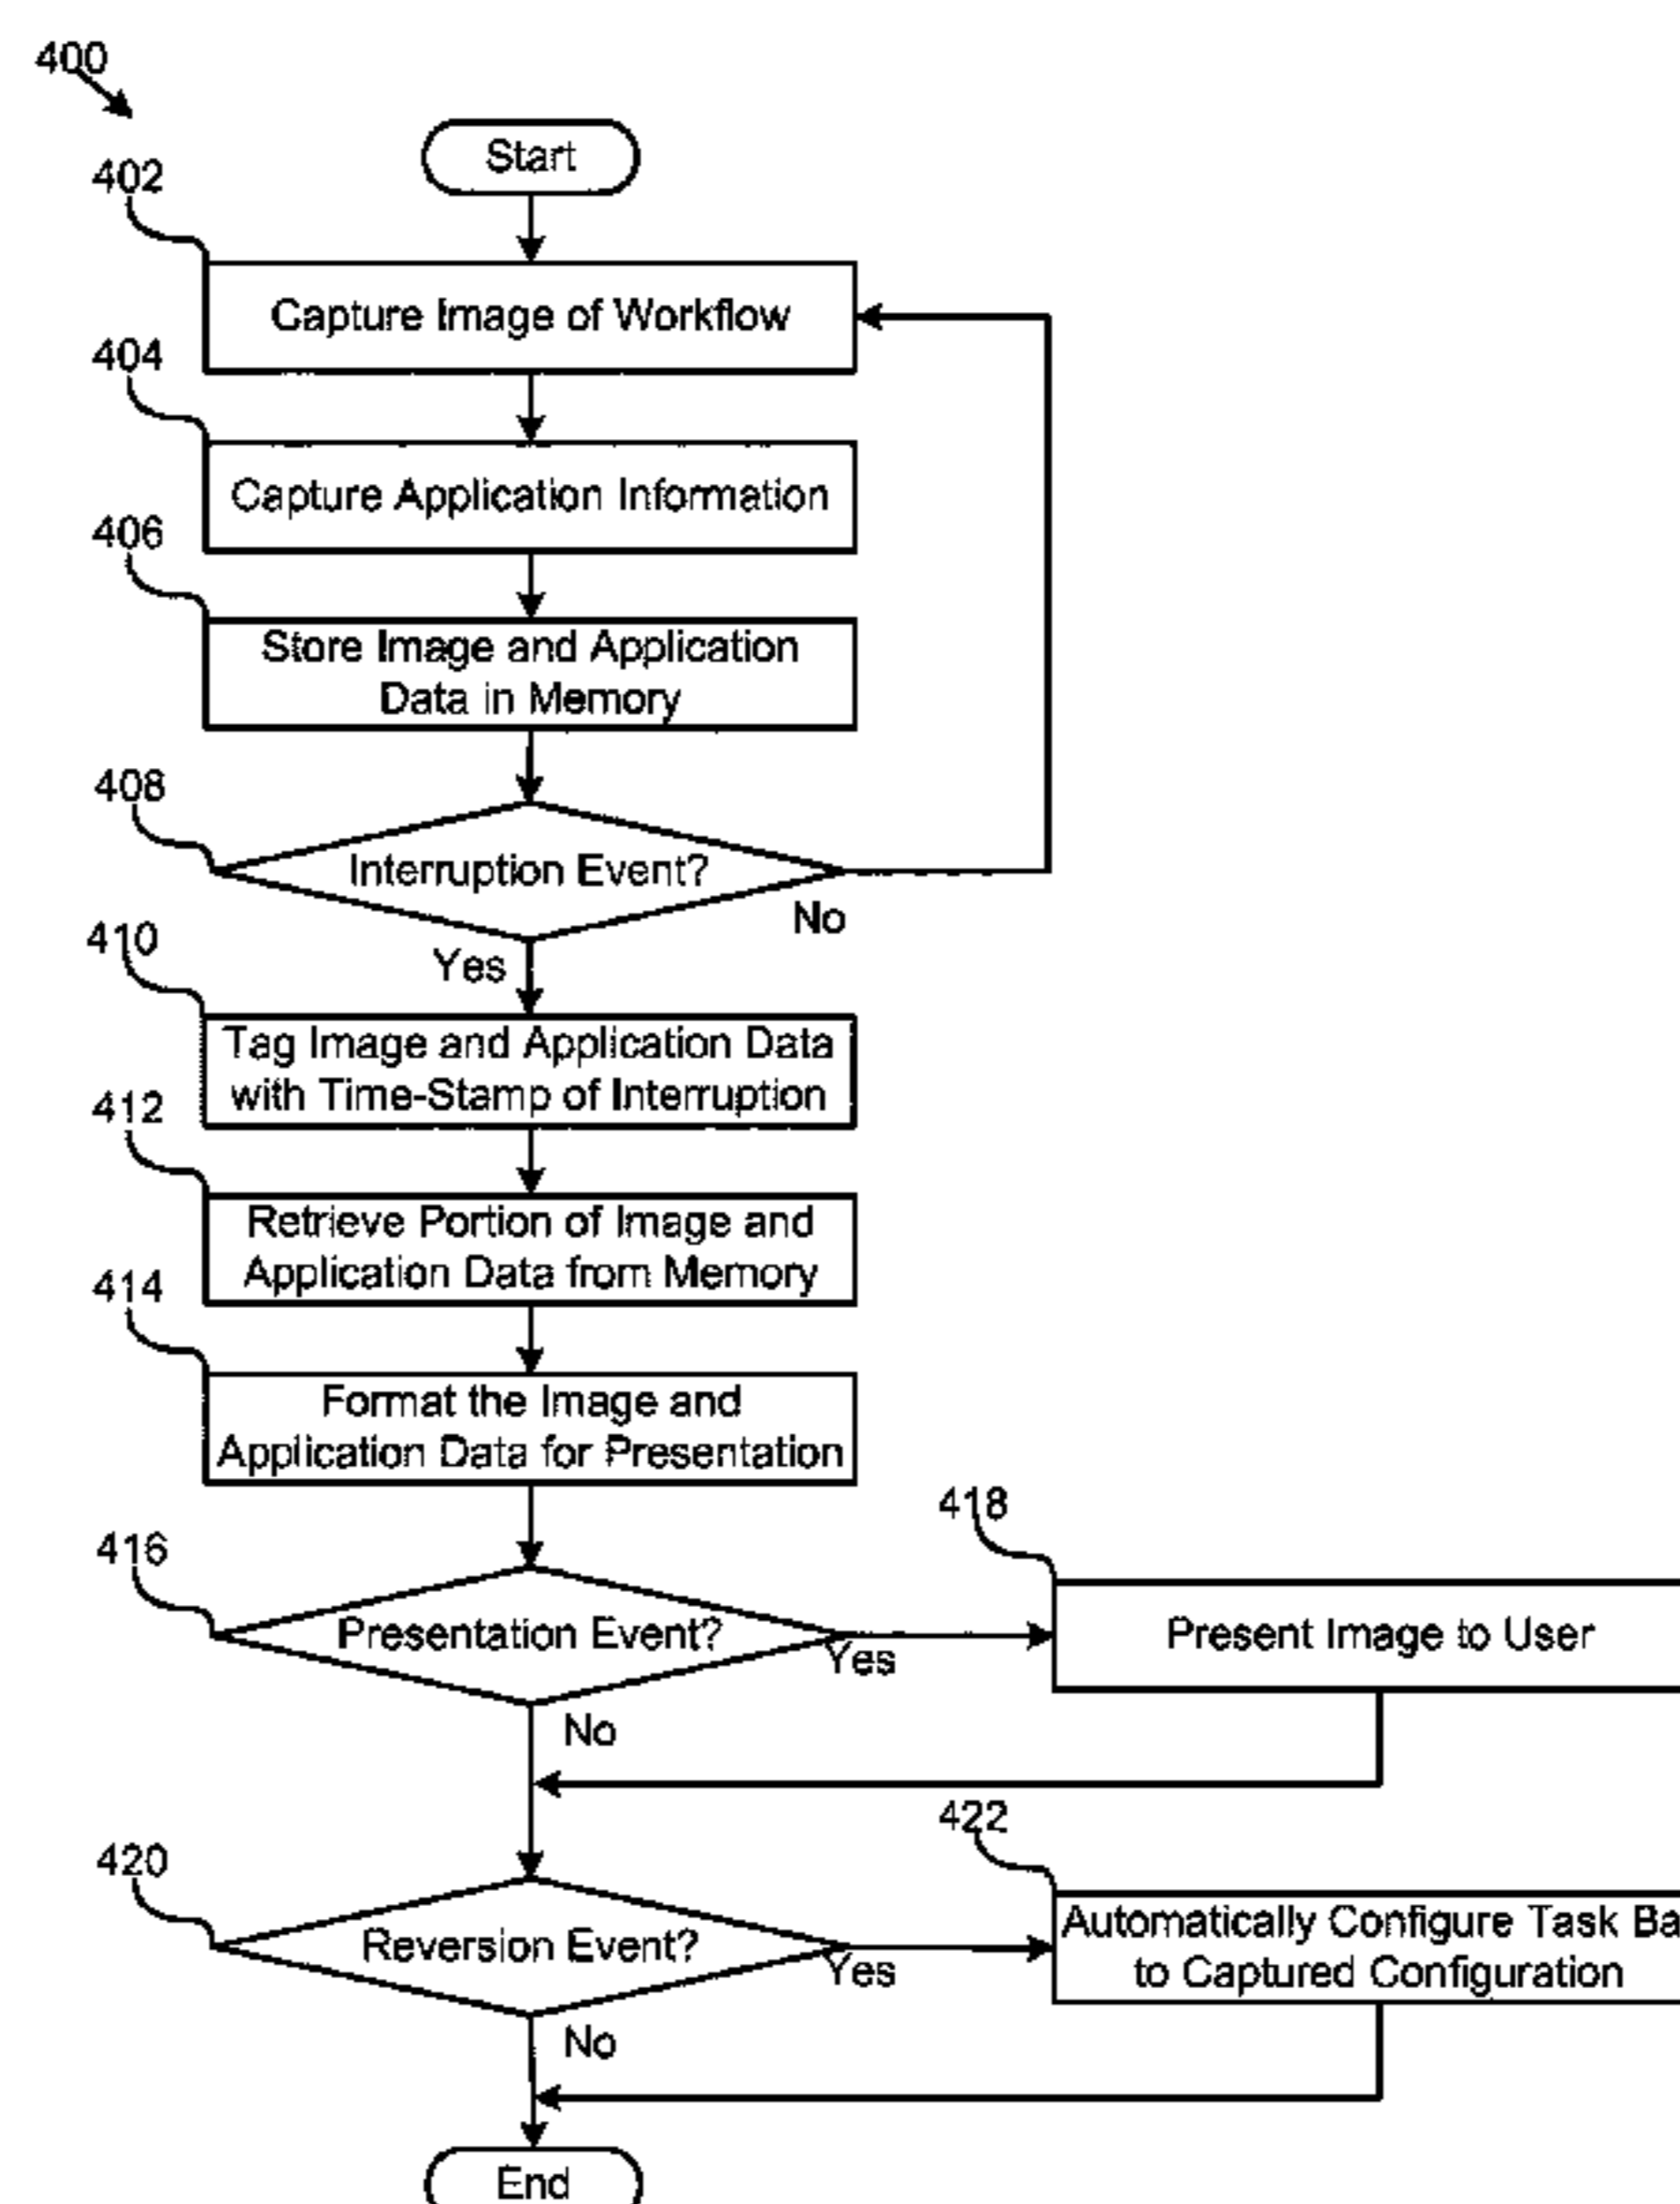 400
Start
402
Capture Image of Workflow
404
Capture Application Information
406
Store Image and Application
Data in Memory
408
Interruption Event?
No
Yes
410
Tag Image and Application Data
with Time-Stamp of Interruption
412
Retrieve Portion of Image and
Application Data from Memory
414
Format the Image and
Application Data for Presentation
416
Presentation Event?
Yes
418
Present Image to User
No
420
Reversion Event?
Yes
422
Automatically Configure Task
to Captured Configuration
No
End